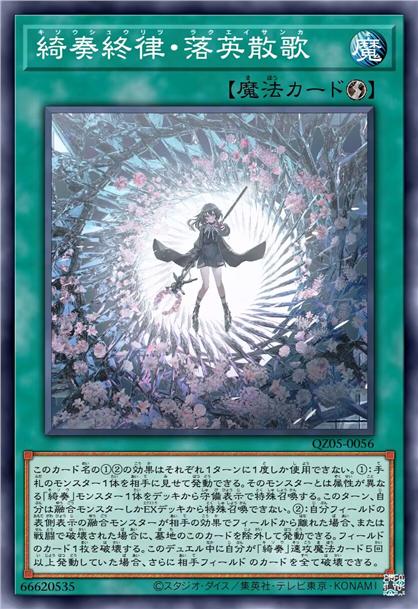 キソウシュウリツ ラクエイサンカ
綺奏終律・落英散歌
魔
【魔法カード】
QZ05-0056
このカード名の①②の効果はそれぞれ1ターンに1度しか使用できない。①:手
札のモンスター1体を相手に見せて発動できる。そのモンスターとは属性が異な
る「綺奏」モンスター1体をデッキから守備表示で特殊召喚する。このターン、自
分は融合モンスターしかEXデッキから特殊召喚できない。②:自分フィールドの
表側表示の融合モンスターが相手の効果でフィールドから離れた場合、または
戦闘で破壊された場合に、墓地のこのカードを除外して発動できる。フィール
ドのカード1枚を破壊する。このデュエル中に自分が「綺奏」速攻魔法カード5回
以上発動していた場合、さらに相手フィールドのカードを全て破壊できる。
66620535
©スタジオ・ダイス/集英社・テレビ東京・KONAMI